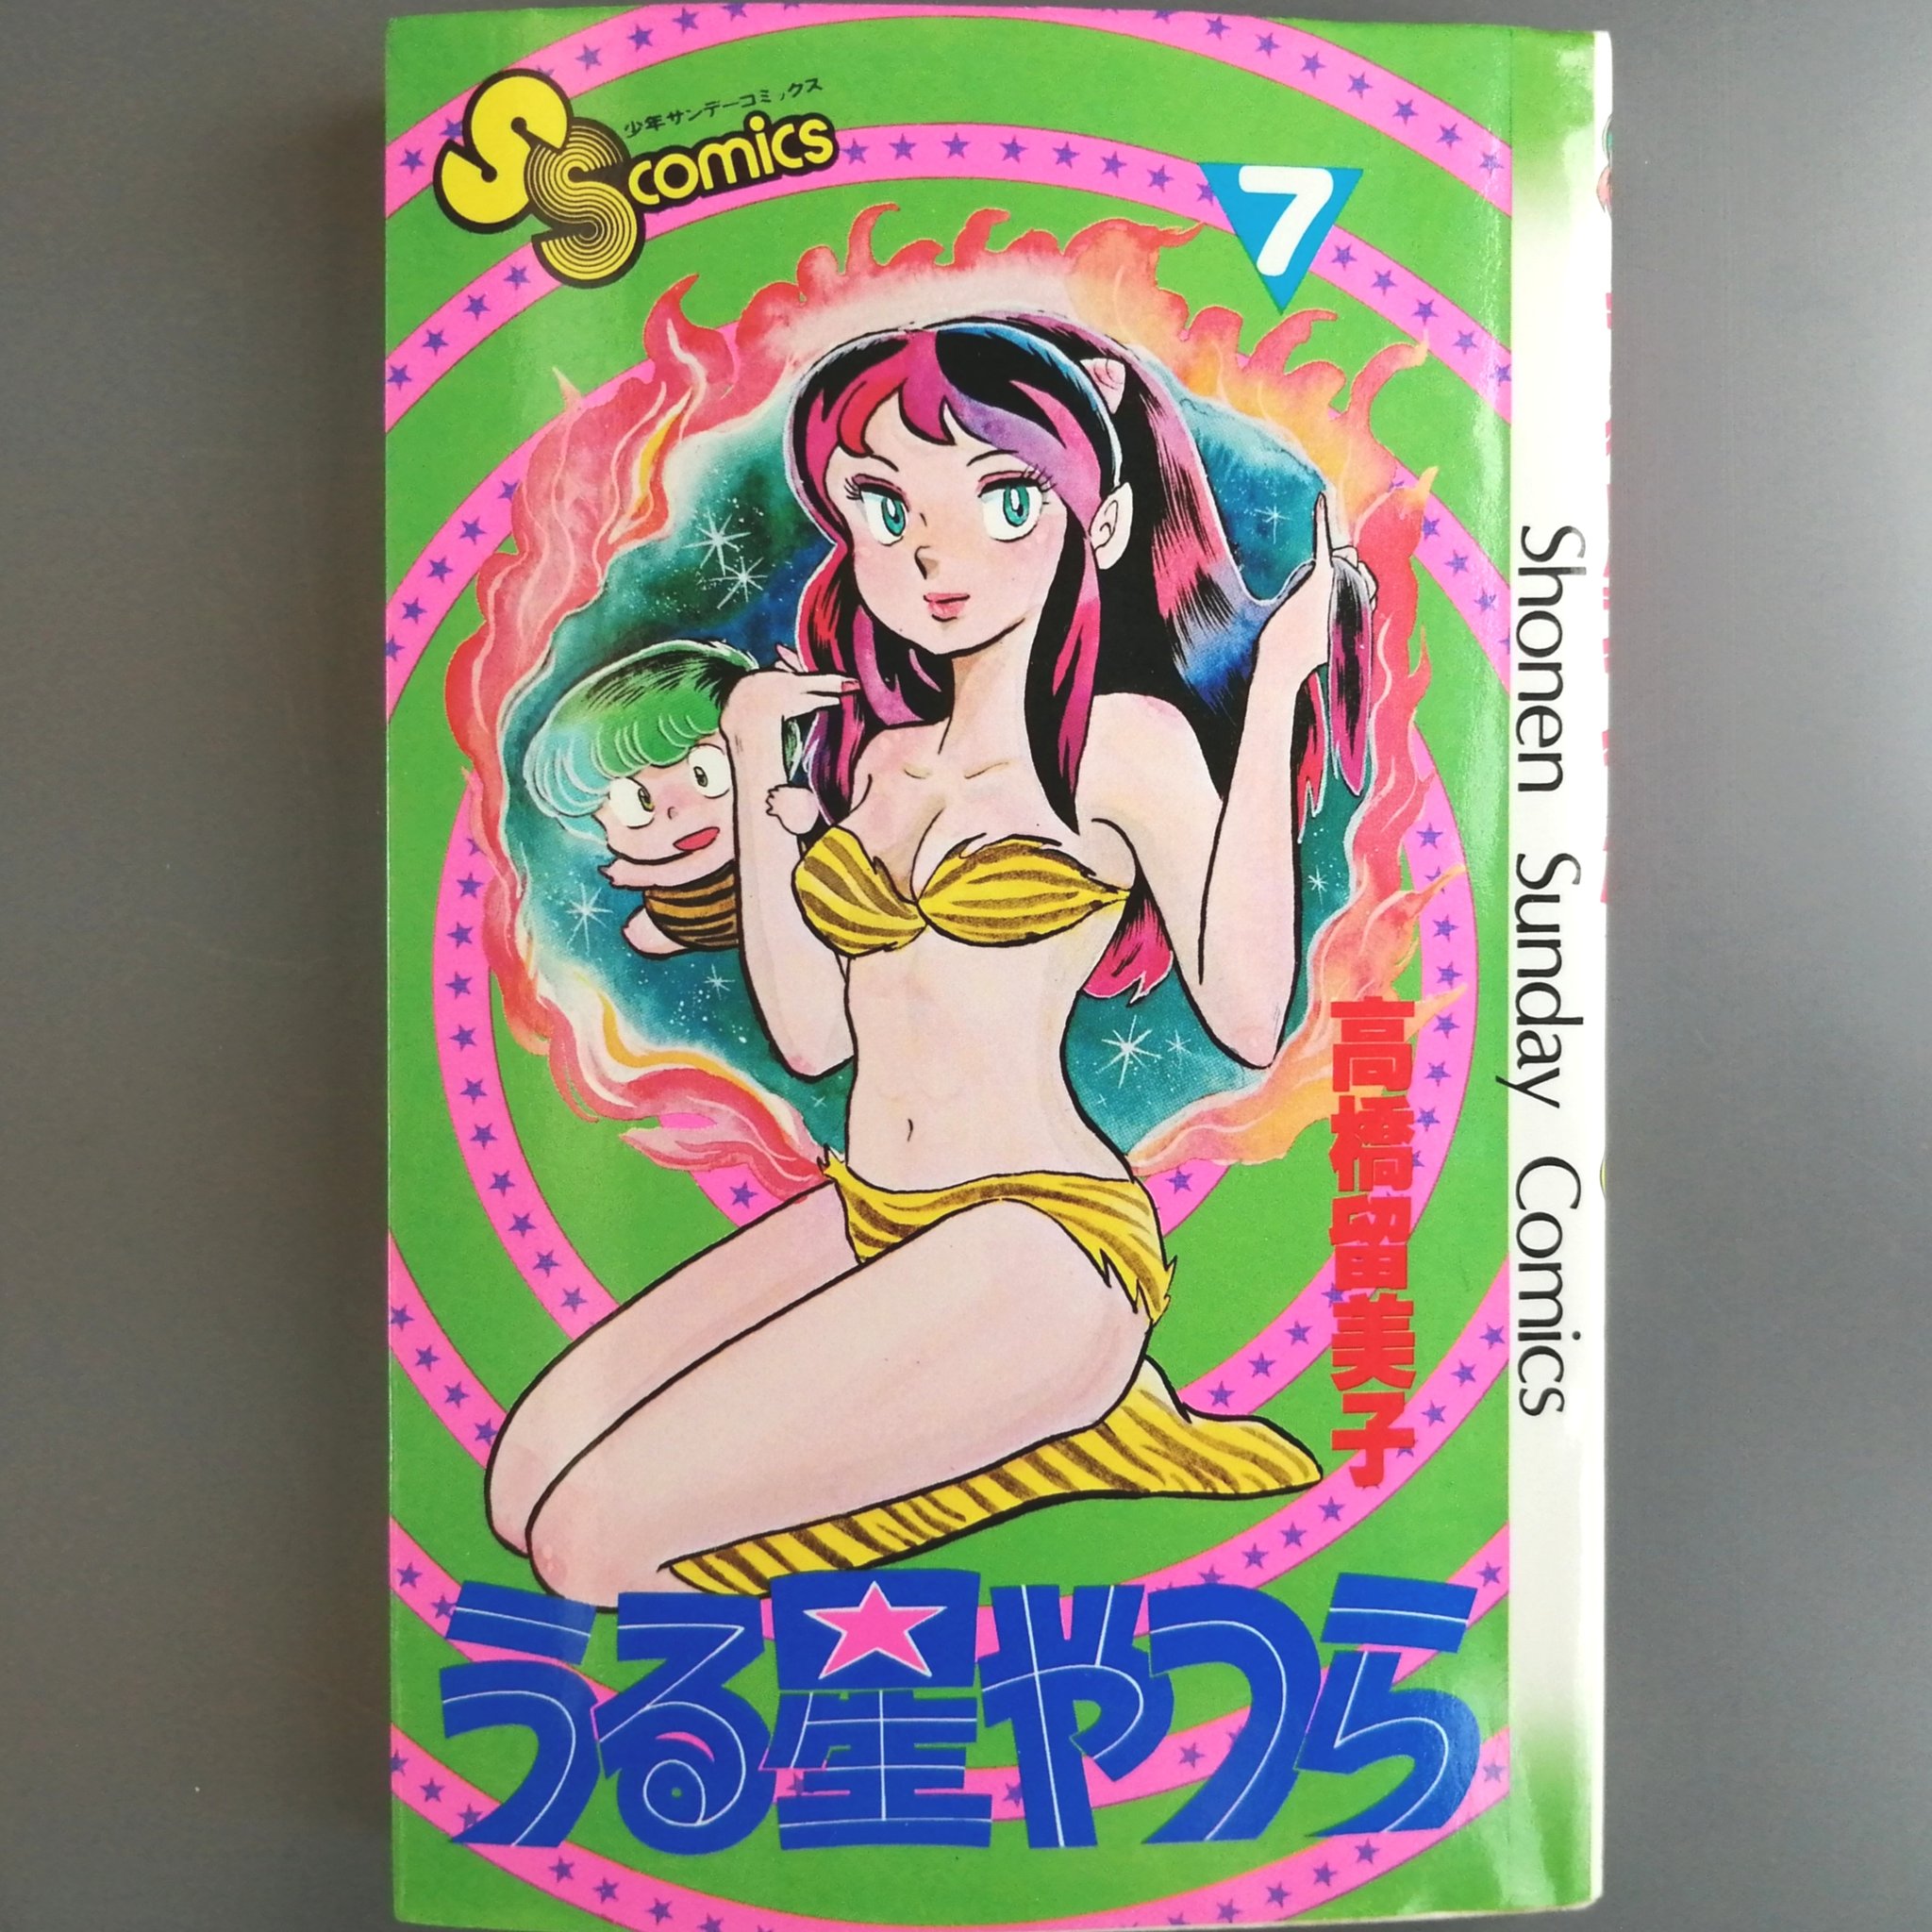 少年サンデーコミックス
SS comics
7
高橋留美子
うる星やつら
Shonen Sunday Comics